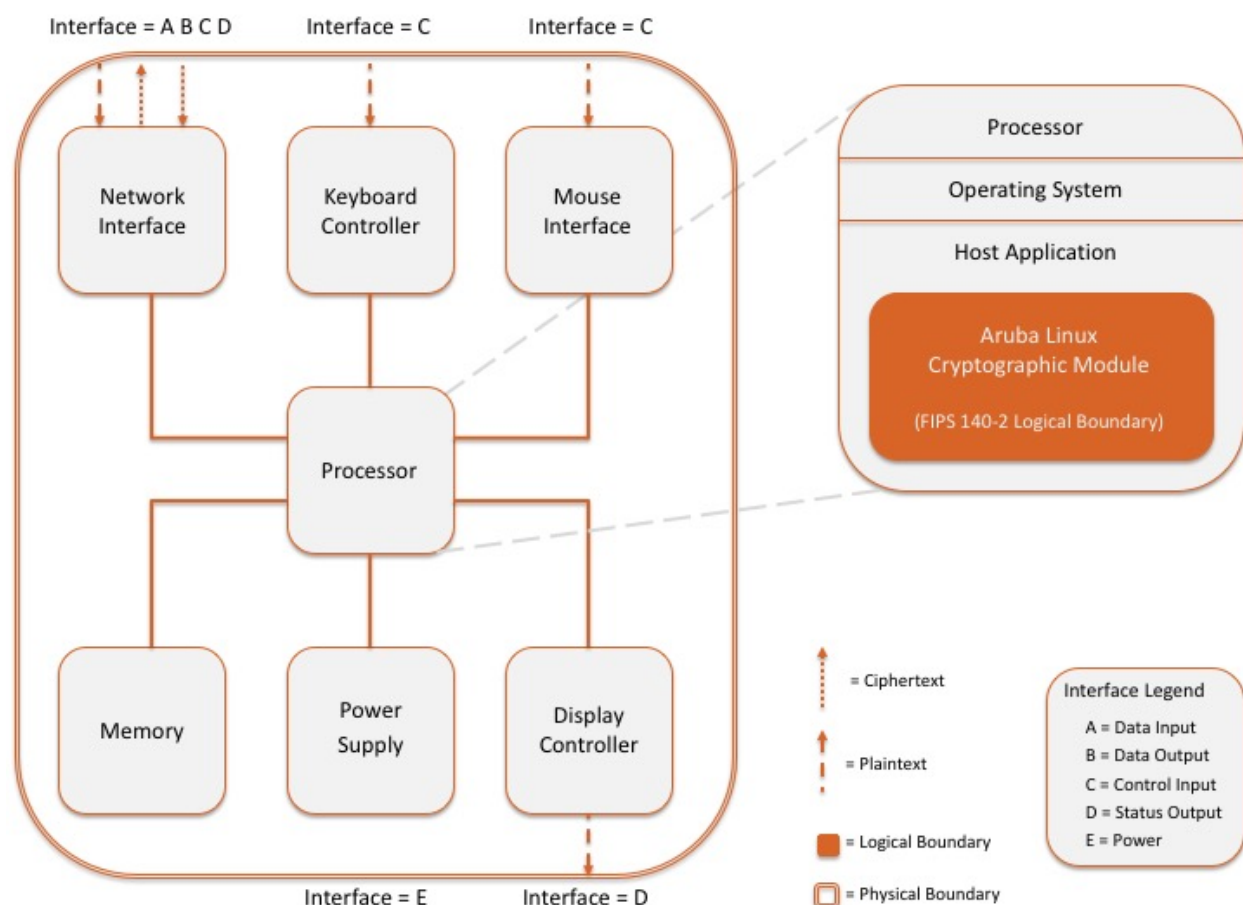 Interface = A B C D
Interface = C
Interface = C
Network
Interface
Keyboard
Controller
Mouse
Interface
Processor
Memory
Power
Supply
Display
Controller
Interface = E
Interface = D
Processor
Operating System
Host Application
Aruba Linux
Cryptographic Module
(FIPS 140-2 Logical Boundary)
= Ciphertext
= Plaintext
= Logical Boundary
= Physical Boundary
Interface Legend
A = Data Input
B = Data Output
C = Control Input
D = Status Output
E = Power